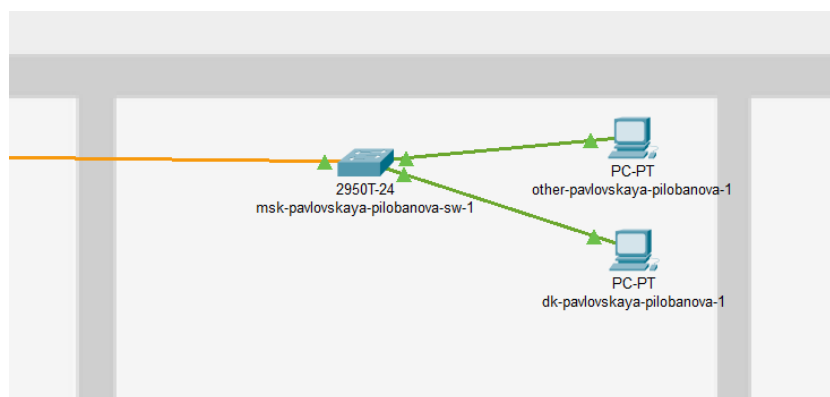 2950T-24
msk-pavlovskaya-pilobanova-sw-1
PC-PT
other-pavlovskaya-pilobanova-1
PC-PT
dk-pavlovskaya-pilobanova-1